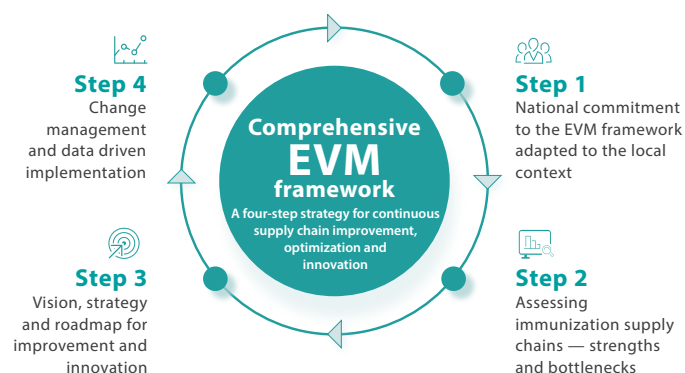 Comprehensive
EVM
framework
A four-step strategy for continuous
supply chain improvement,
optimization and
innovation
Step 1
National commitment
to the EVM framework
adapted to the local
context
Step 2
Assessing
immunization supply
chains — strengths
and bottlenecks
Step 3
Vision, strategy
and roadmap for
improvement and
innovation
Step 4
Change
management
and data driven
implementation